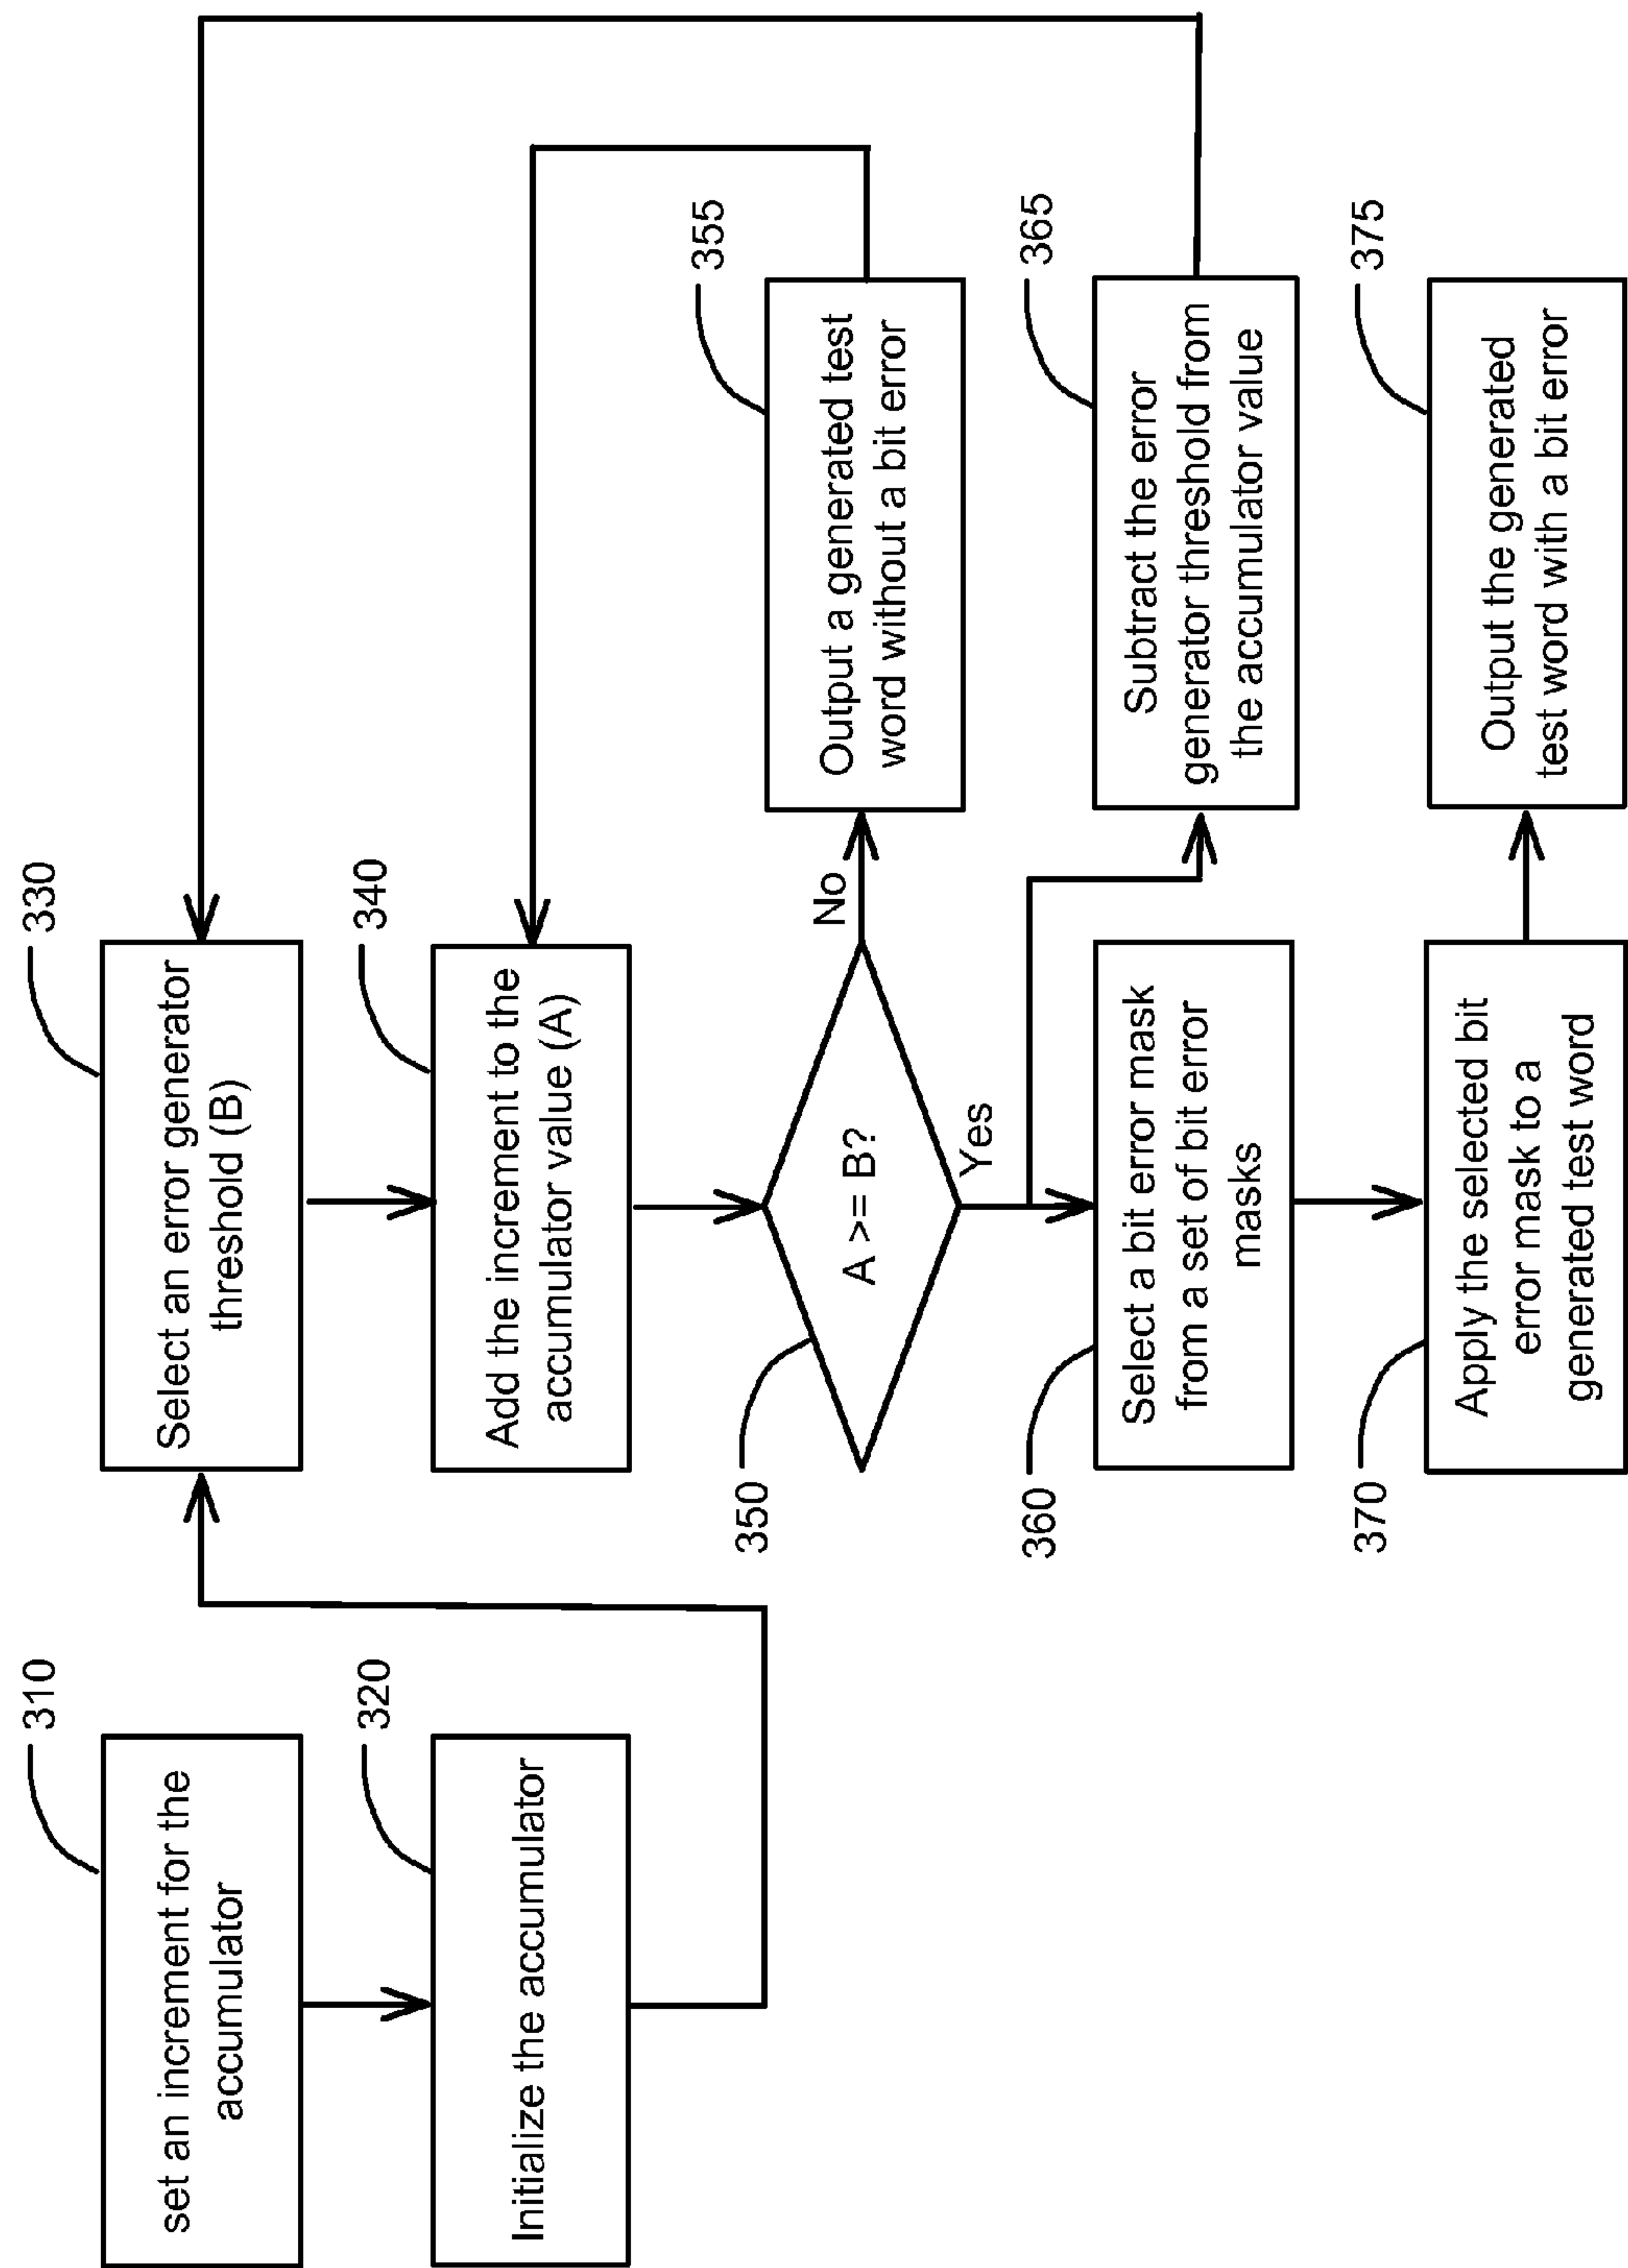 310
set an increment for the
accumulator
320
Initialize the accumulator
330
Select an error generator
threshold (B)
340
Add the increment to the
accumulator value (A)
350
A >= B?
No
Yes
355
Output a generated test
word without a bit error
360
Select a bit error mask
from a set of bit error
masks
365
Subtract the error
generator threshold from
the accumulator value
370
Apply the selected bit
error mask to a
generated test word
375
Output the generated
test word with a bit error